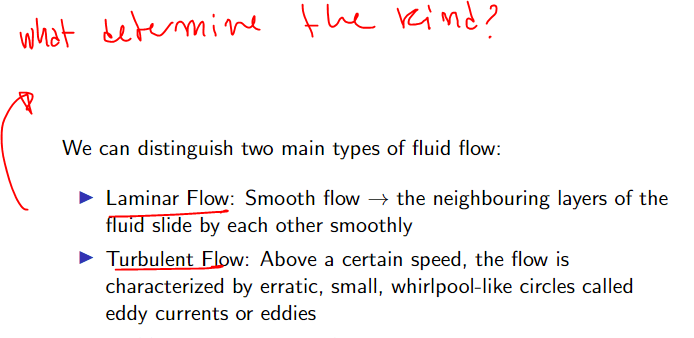 what determine the kind?
We can distinguish two main types of fluid flow:
▶ Laminar Flow: Smooth flow → the neighbouring layers of the
fluid slide by each other smoothly
▶ Turbulent Flow: Above a certain speed, the flow is
characterized by erratic, small, whirlpool-like circles called
eddy currents or eddies